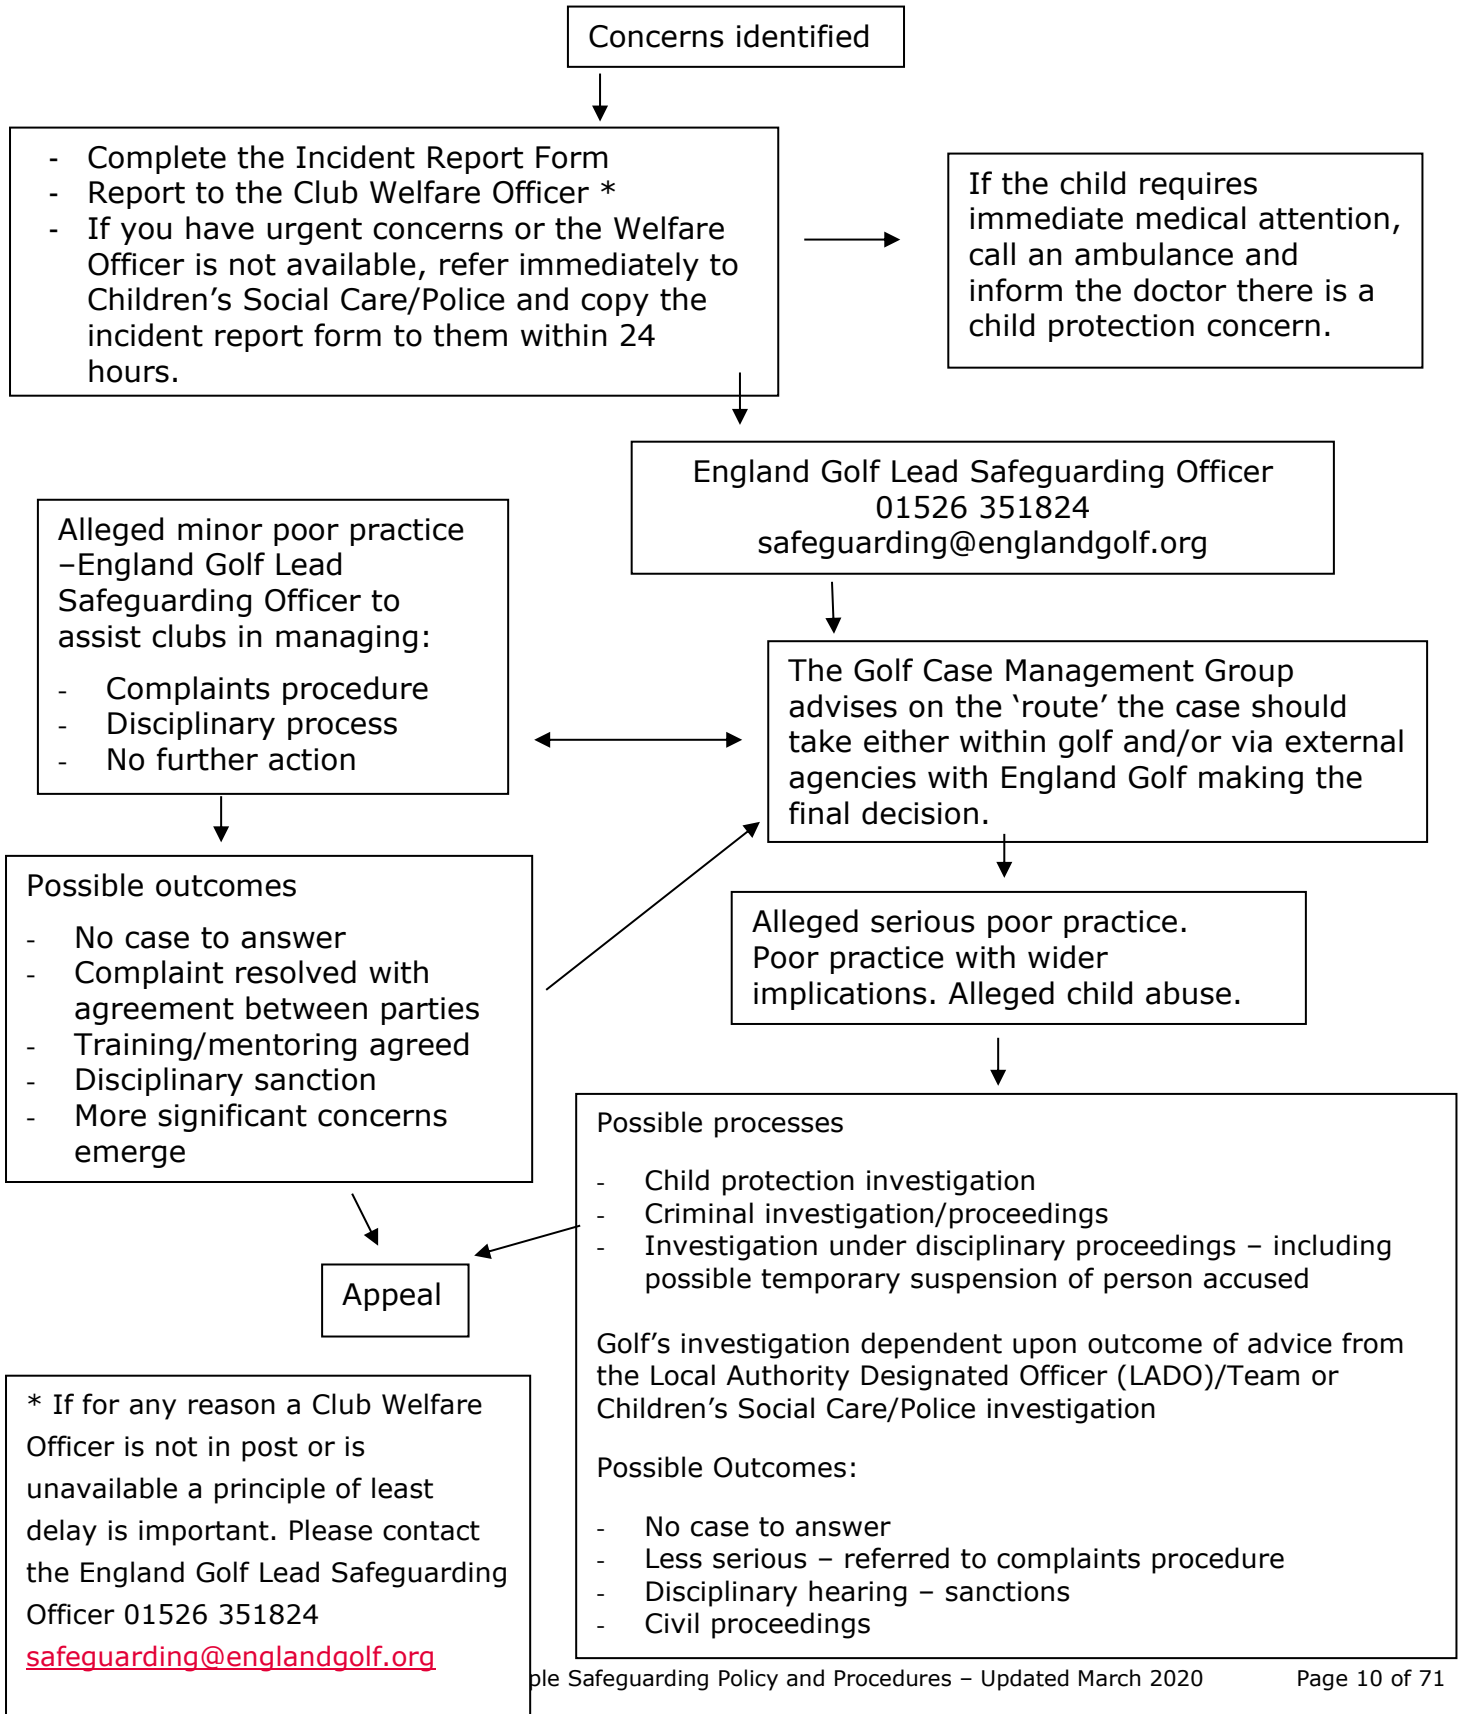 Concerns identified
- Complete the Incident Report Form
- Report to the Club Welfare Officer *
- If you have urgent concerns or the Welfare
Officer is not available, refer immediately to
Children’s Social Care/Police and copy the
incident report form to them within 24
hours.
If the child requires
immediate medical attention,
call an ambulance and
inform the doctor there is a
child protection concern.
England Golf Lead Safeguarding Officer
01526 351824
safeguarding@englandgolf.org
Alleged minor poor practice
–England Golf Lead
Safeguarding Officer to
assist clubs in managing:
- Complaints procedure
- Disciplinary process
- No further action
The Golf Case Management Group
advises on the ‘route’ the case should
take either within golf and/or via external
agencies with England Golf making the
final decision.
Possible outcomes
- No case to answer
- Complaint resolved with
agreement between parties
- Training/mentoring agreed
- Disciplinary sanction
- More significant concerns
emerge
Alleged serious poor practice.
Poor practice with wider
implications. Alleged child abuse.
Possible processes
- Child protection investigation
- Criminal investigation/proceedings
- Investigation under disciplinary proceedings – including
possible temporary suspension of person accused
Golf’s investigation dependent upon outcome of advice from
the Local Authority Designated Officer (LADO)/Team or
Children’s Social Care/Police investigation
Possible Outcomes:
- No case to answer
- Less serious – referred to complaints procedure
- Disciplinary hearing – sanctions
- Civil proceedings
Appeal
* If for any reason a Club Welfare
Officer is not in post or is
unavailable a principle of least
delay is important. Please contact
the England Golf Lead Safeguarding
Officer 01526 351824
safeguarding@englandgolf.org
ple Safeguarding Policy and Procedures – Updated March 2020 Page 10 of 71